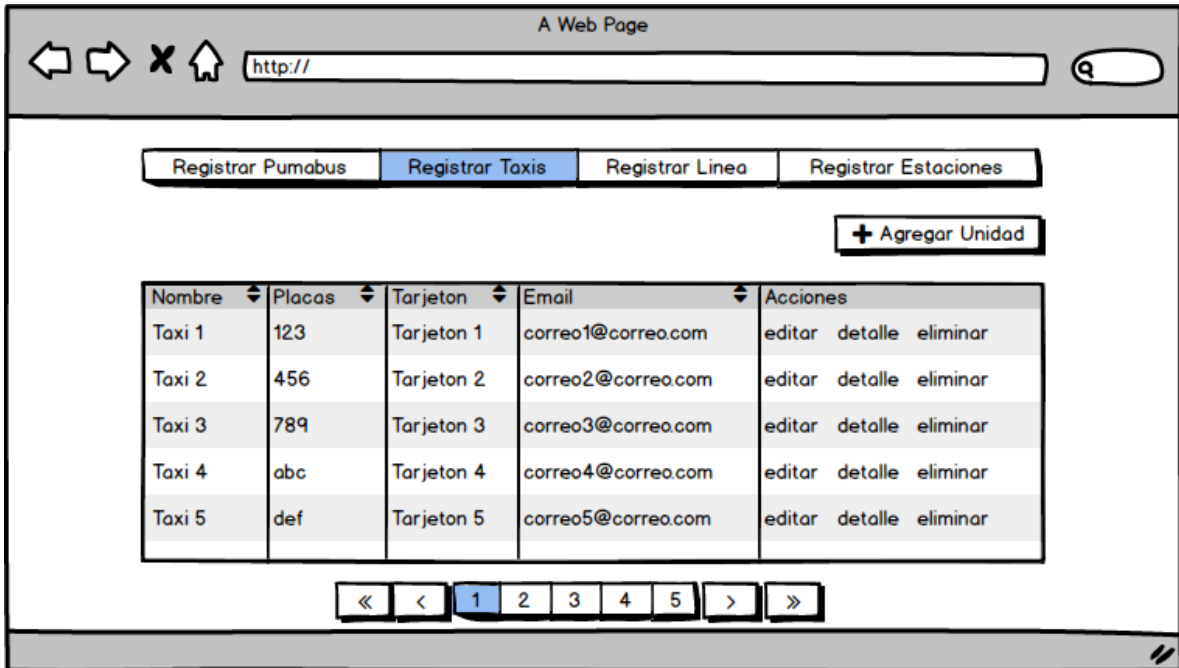 A Web Page
http://
Registrar Pumabus Registrar Taxis Registrar Linea Registrar Estaciones
+ Agregar Unidad
Nombre Placas Tarjeton Email Acciones
Taxi 1 123 Tarjeton 1 correo1@correo.com editar detalle eliminar
Taxi 2 456 Tarjeton 2 correo2@correo.com editar detalle eliminar
Taxi 3 789 Tarjeton 3 correo3@correo.com editar detalle eliminar
Taxi 4 abc Tarjeton 4 correo4@correo.com editar detalle eliminar
Taxi 5 def Tarjeton 5 correo5@correo.com editar detalle eliminar
« < 1 2 3 4 5 > »